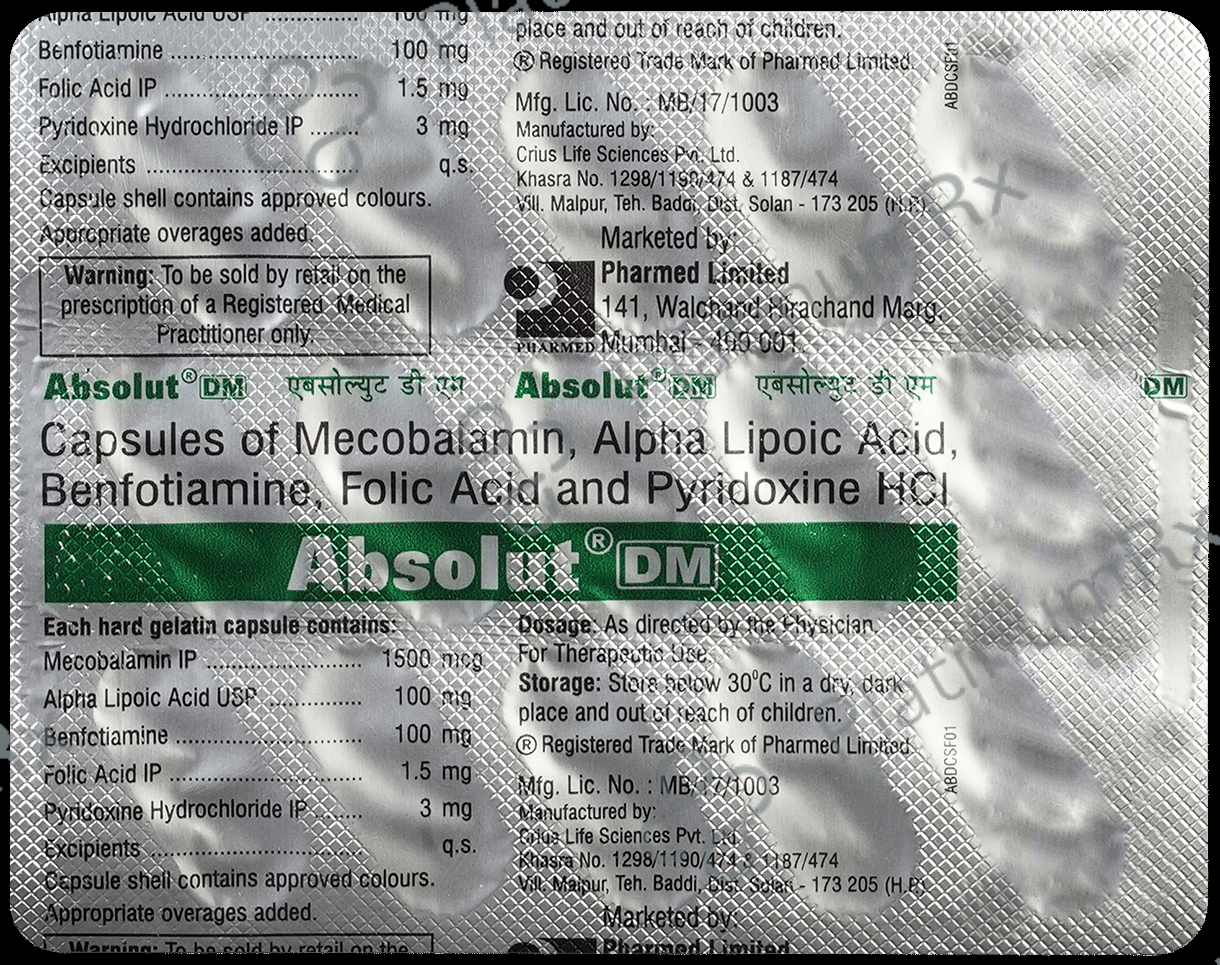 Alpha Lipoic Acid USP .................. 100 mg
Benfotiamine ................................... 100 mg
Folic Acid IP ................................... 1.5 mg
Pyridoxine Hydrochloride IP ........ 3 mg
Excipients ....................................... q.s.
Capsule shell contains approved colours.
Appropriate overages added.
Warning: To be sold by retail on the
prescription of a Registered Medical
Practitioner only.
place and out of reach of children.
® Registered Trade Mark of Pharmed Limited.
Mfg. Lic. No. : MB/17/1003
Manufactured by:
Crius Life Sciences Pvt. Ltd.
Khasra No. 1298/1190/474 & 1187/474
Vill. Malpur, Teh. Baddi, Dist. Solan - 173 205 (H.P.)
Marketed by:
Pharmed Limited
141, Walchand Hirachand Marg,
Mumbai - 400 001.
PHARMED
ABDCSF01
Absolut® DM एबसोल्युट डी एम Absolut® DM एबसोल्युट डी एम DM
Capsules of Mecobalamin, Alpha Lipoic Acid,
Benfotiamine, Folic Acid and Pyridoxine HCl
Absolut® DM
Each hard gelatin capsule contains:
Mecobalamin IP ............................ 1500 mcg
Alpha Lipoic Acid USP ................. 100 mg
Benfotiamine .................................. 100 mg
Folic Acid IP ................................... 1.5 mg
Pyridoxine Hydrochloride IP ........ 3 mg
Excipients ....................................... q.s.
Capsule shell contains approved colours.
Appropriate overages added.
Warning: To be sold by retail on the
Dosage: As directed by the Physician.
For Therapeutic Use.
Storage: Store below 30°C in a dry, dark
place and out of reach of children.
® Registered Trade Mark of Pharmed Limited.
Mfg. Lic. No. : MB/17/1003
Manufactured by:
Crius Life Sciences Pvt. Ltd.
Khasra No. 1298/1190/474 & 1187/474
Vill. Malpur, Teh. Baddi, Dist. Solan - 173 205 (H.P.)
Marketed by:
Pharmed Limited
ABDCSF01
PlatinumRx